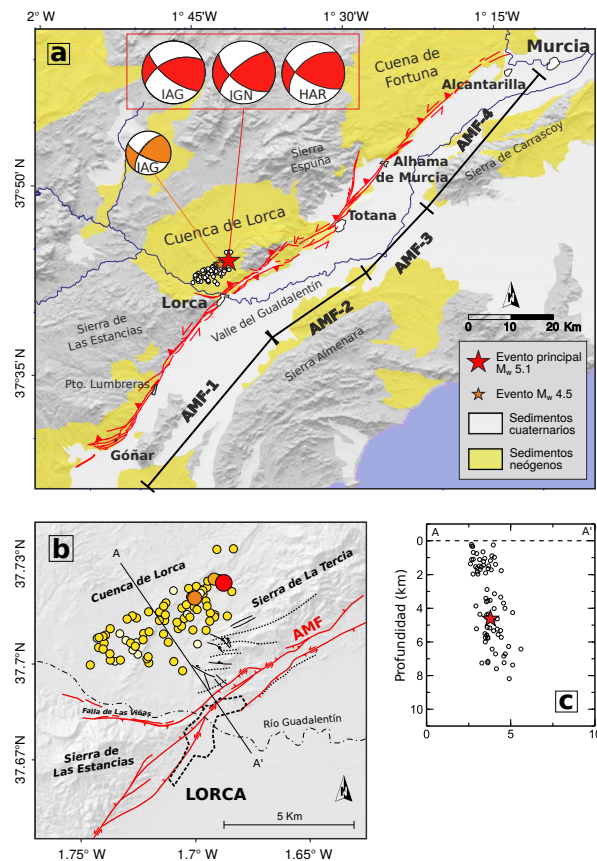 2° W
1°45" W
1°30" W
1°15" W
a
Murcia
Cuena de
Fortuna
Alcantarilla
IAG
IGN
HAR
IAG
AMF-4
Sierra
Espuña
Sierra de Carrascoy
Alhama
de Murcia
37°50" N
Cuenca de Lorca
Totana
AMF-3
Lorca
Valle del Gualdalentín
AMF-2
Sierra de
Las Estancias
Sierra Almenara
20 Km
0
10
37°35" N
Pto. Lumbreras
AMF-1
Góñar
Evento principal
Mw 5.1
Evento Mw 4.5
Sedimentos
cuaternarios
Sedimentos
neógenos
b
A
37.73°N
Cuenca de Lorca
Sierra de La Tercia
AMF
37.7°N
Falla de Las Viñas
Río Guadalentín
37.67°N
Sierra de
Las Estancias
A'
LORCA
5 Km
1.75° W
1.7° W
1.65° W
A
A'
0
2
4
6
8
10
Profundidad (km)
c
0
5
10